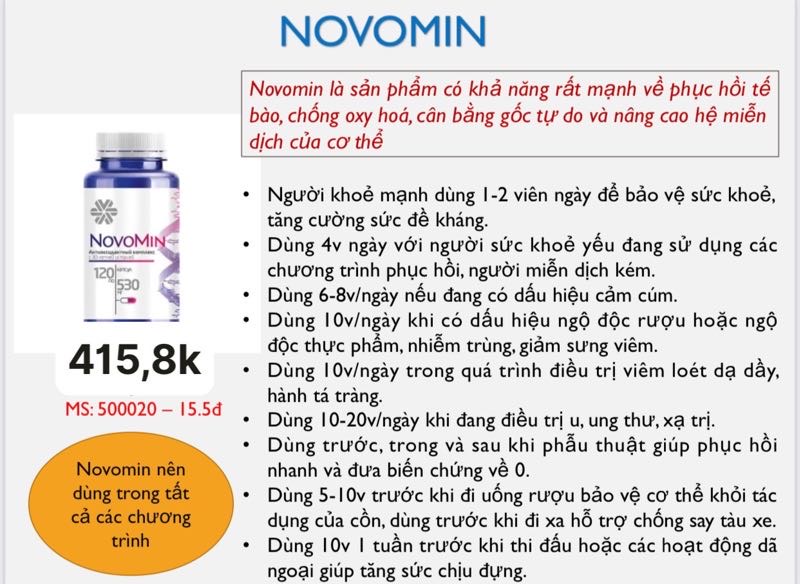 NOVOMIN
Novomin là sản phẩm có khả năng rất mạnh về phục hồi tế
bào, chống oxy hoá, cân bằng gốc tự do và nâng cao hệ miễn
dịch của cơ thể
NOVOMIN
Антиоксидантный комплекс
120
капсул
530
415,8k
MS: 500020 – 15.5đ
Novomin nên
dùng trong tất
cả các chương
trình
• Người khoẻ mạnh dùng 1-2 viên ngày để bảo vệ sức khoẻ,
tăng cường sức đề kháng.
• Dùng 4v ngày với người sức khoẻ yếu đang sử dụng các
chương trình phục hồi, người miễn dịch kém.
• Dùng 6-8v/ngày nếu đang có dấu hiệu cảm cúm.
• Dùng 10v/ngày khi có dấu hiệu ngộ độc rượu hoặc ngộ
độc thực phẩm, nhiễm trùng, giảm sưng viêm.
• Dùng 10v/ngày trong quá trình điều trị viêm loét dạ dầy,
hành tá tràng.
• Dùng 10-20v/ngày khi đang điều trị u, ung thư, xạ trị.
• Dùng trước, trong và sau khi phẫu thuật giúp phục hồi
nhanh và đưa biến chứng về 0.
• Dùng 5-10v trước khi đi uống rượu bảo vệ cơ thể khỏi tác
dụng của cồn, dùng trước khi đi xa hỗ trợ chống say tàu xe.
• Dùng 10v 1 tuần trước khi thi đấu hoặc các hoạt động dã
ngoại giúp tăng sức chịu đựng.